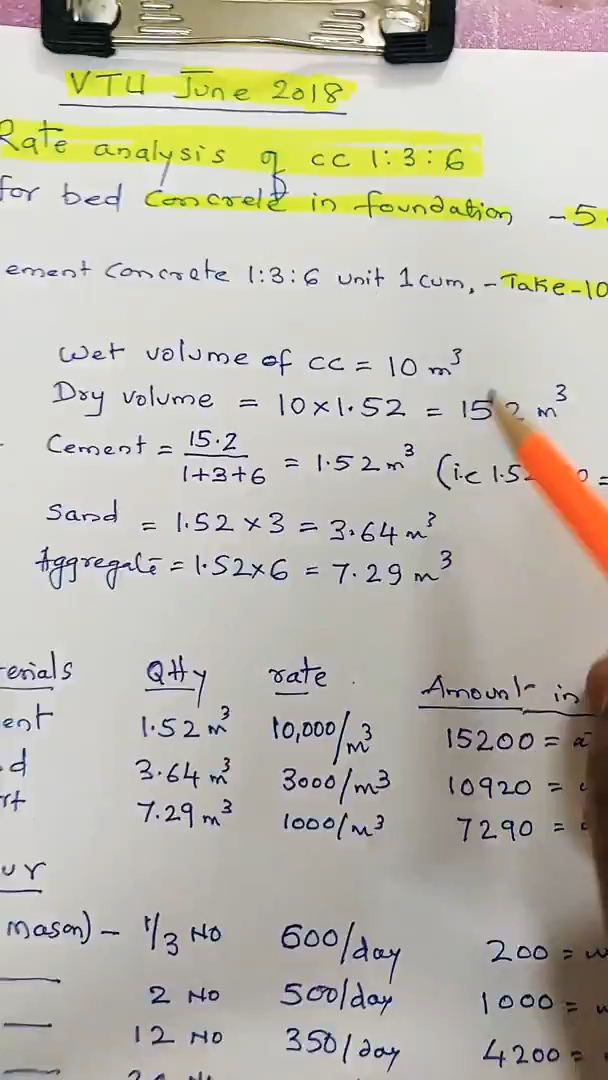 VTU June 2018
Rate analysis of cc 1:3:6
for bed concrete in foundation - 5
ement concrete 1:3:6 unit 1 cum, - Take - 10
Wet volume of cc = 10 m³
Dry volume = 10 x 1.52 = 15.2 m³
Cement = 15.2 / 1+3+6 = 1.52 m³ (i.e 1.5
Sand = 1.52 x 3 = 3.64 m³
Aggregate = 1.52 x 6 = 7.29 m³
erials Qtty rate Amount in
ent 1.52 m³ 10,000/m³ 15200 =
d 3.64 m³ 3000/m³ 10920 =
rt 7.29 m³ 1000/m³ 7290 =
ur
mason) - 1/3 No 600/day 200 =
2 No 500/day 1000 =
12 No 350/day 4200 =